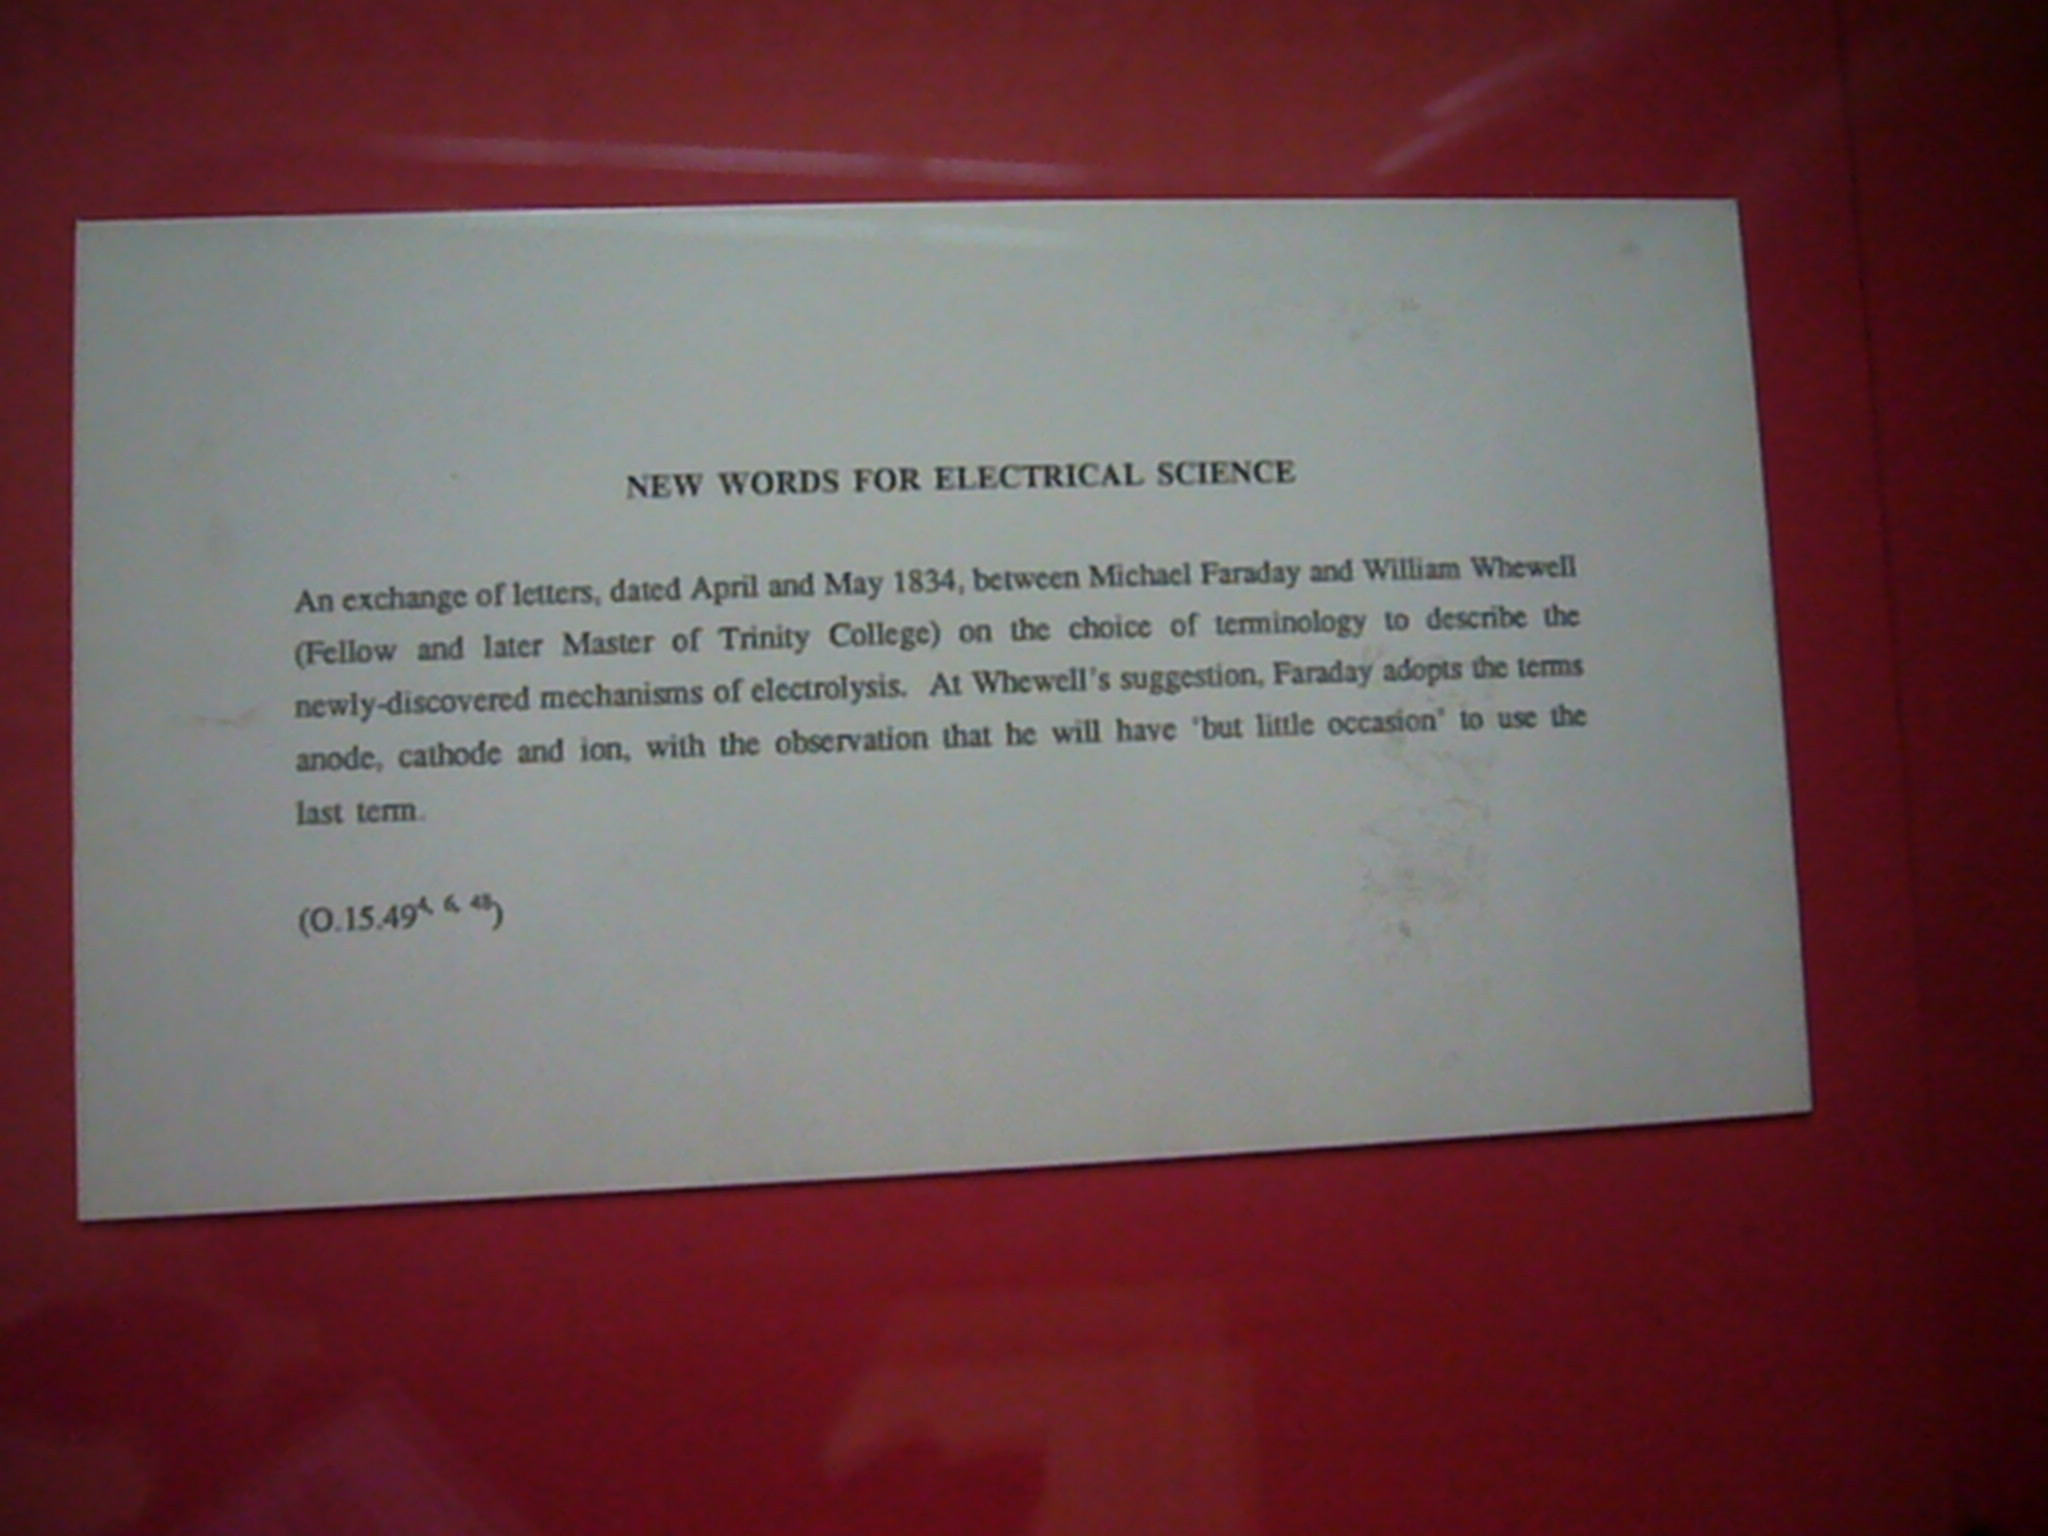 NEW WORDS FOR ELECTRICAL SCIENCE
An exchange of letters, dated April and May 1834, between Michael Faraday and William Whewell
(Fellow and later Master of Trinity College) on the choice of terminology to describe the
newly-discovered mechanisms of electrolysis. At Whewell's suggestion, Faraday adopts the terms
anode, cathode and ion, with the observation that he will have 'but little occasion' to use the
last term.
(O.15.49⁴, ⁶, ⁴⁸)